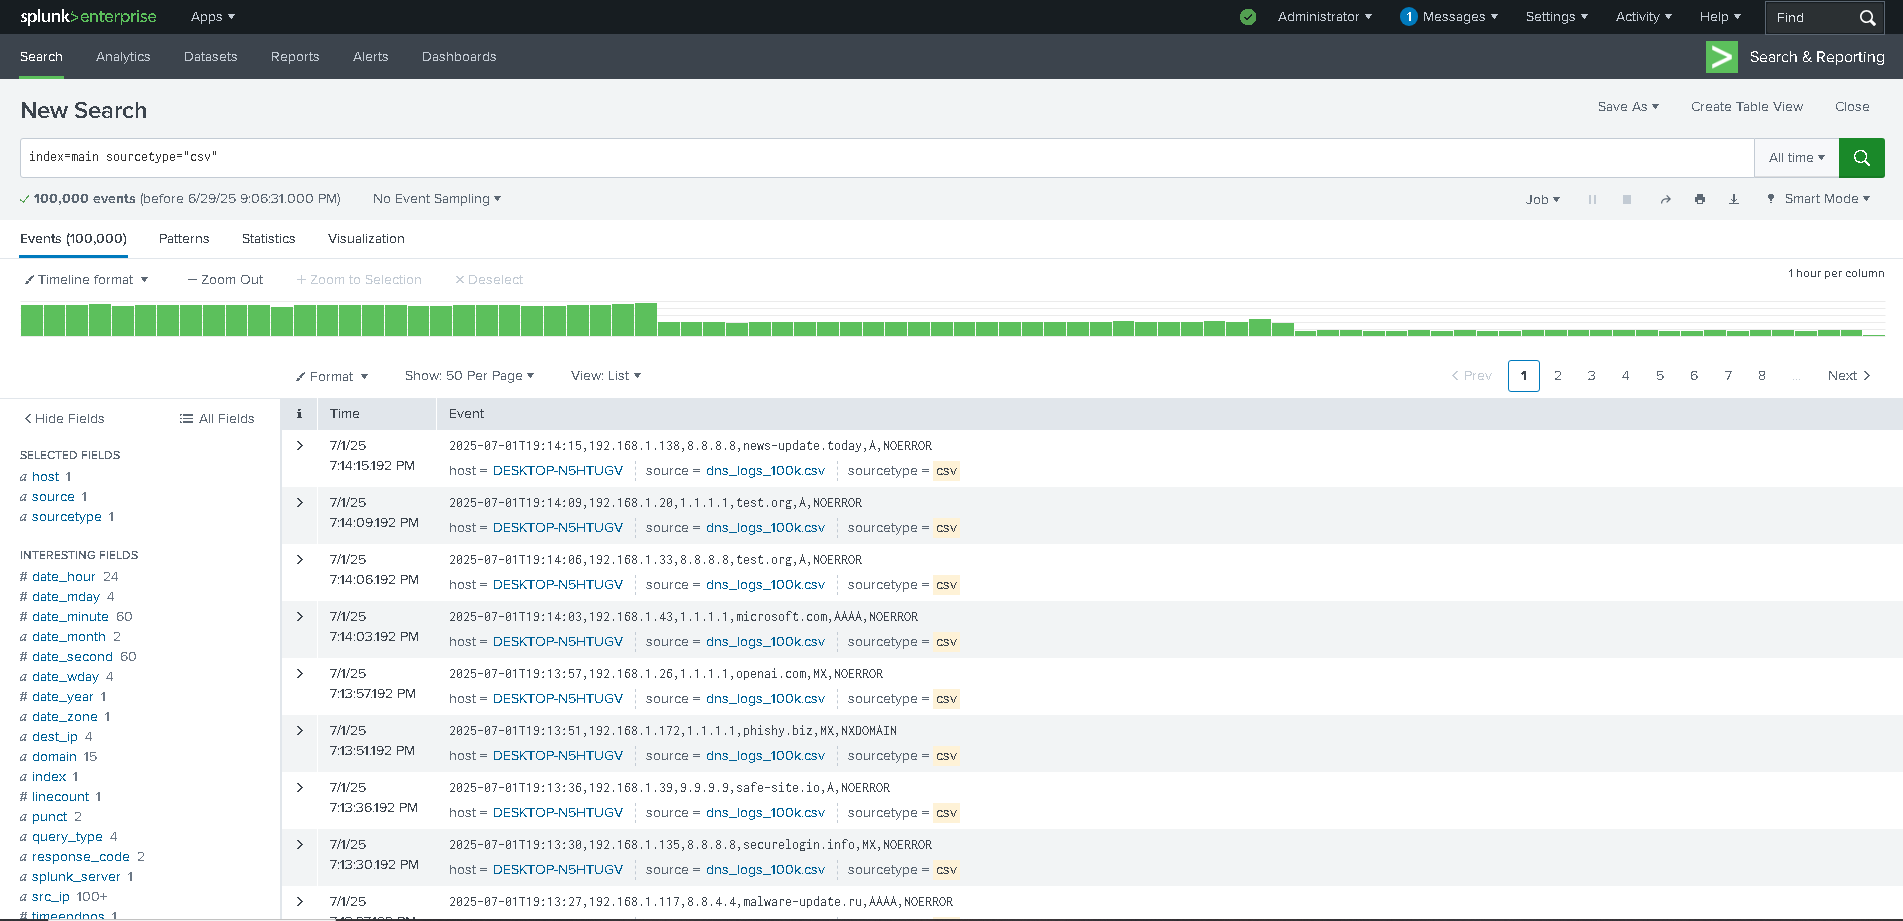 splunk>enterprise Apps Administrator 1 Messages Settings Activity Help Find
Search Analytics Datasets Reports Alerts Dashboards Search & Reporting
New Search Save As Create Table View Close
index=main sourcetype="csv" All time
100,000 events (before 6/29/25 9:06:31.000 PM) No Event Sampling Job Smart Mode
Events (100,000) Patterns Statistics Visualization
Timeline format — Zoom Out + Zoom to Selection × Deselect 1 hour per column
Format Show: 50 Per Page View: List < Prev 1 2 3 4 5 6 7 8 ... Next >
< Hide Fields All Fields
SELECTED FIELDS
a host 1
a source 1
a sourcetype 1
INTERESTING FIELDS
# date_hour 24
# date_mday 4
# date_minute 60
a date_month 2
# date_second 60
a date_wday 4
# date_year 1
a date_zone 1
a dest_ip 4
a domain 15
a index 1
# linecount 1
a punct 2
a query_type 4
a response_code 2
a splunk_server 1
a src_ip 100+
# timeendpos 1
i Time Event
> 7/1/25 2025-07-01T19:14:15,192.168.1.138,8.8.8.8,news-update.today,A,NOERROR
7:14:15.192 PM host = DESKTOP-N5HTUGV source = dns_logs_100k.csv sourcetype = csv
> 7/1/25 2025-07-01T19:14:09,192.168.1.20,1.1.1.1,test.org,A,NOERROR
7:14:09.192 PM host = DESKTOP-N5HTUGV source = dns_logs_100k.csv sourcetype = csv
> 7/1/25 2025-07-01T19:14:06,192.168.1.33,8.8.8.8,test.org,A,NOERROR
7:14:06.192 PM host = DESKTOP-N5HTUGV source = dns_logs_100k.csv sourcetype = csv
> 7/1/25 2025-07-01T19:14:03,192.168.1.43,1.1.1.1,microsoft.com,AAAA,NOERROR
7:14:03.192 PM host = DESKTOP-N5HTUGV source = dns_logs_100k.csv sourcetype = csv
> 7/1/25 2025-07-01T19:13:57,192.168.1.26,1.1.1.1,openai.com,MX,NOERROR
7:13:57.192 PM host = DESKTOP-N5HTUGV source = dns_logs_100k.csv sourcetype = csv
> 7/1/25 2025-07-01T19:13:51,192.168.1.172,1.1.1.1,phishy.biz,MX,NXDOMAIN
7:13:51.192 PM host = DESKTOP-N5HTUGV source = dns_logs_100k.csv sourcetype = csv
> 7/1/25 2025-07-01T19:13:36,192.168.1.39,9.9.9.9,safe-site.io,A,NOERROR
7:13:36.192 PM host = DESKTOP-N5HTUGV source = dns_logs_100k.csv sourcetype = csv
> 7/1/25 2025-07-01T19:13:30,192.168.1.135,8.8.8.8,securelogin.info,MX,NOERROR
7:13:30.192 PM host = DESKTOP-N5HTUGV source = dns_logs_100k.csv sourcetype = csv
> 7/1/25 2025-07-01T19:13:27,192.168.1.117,8.8.4.4,malware-update.ru,AAAA,NOERROR